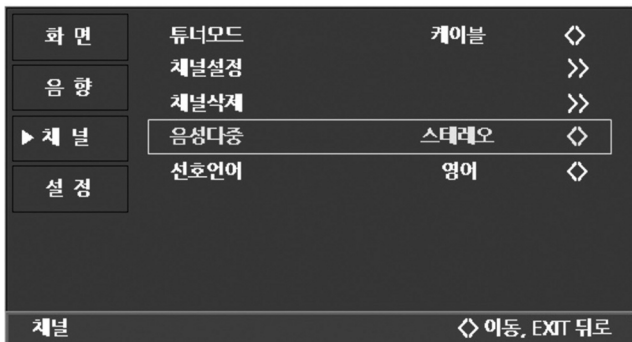 화 면
음 향
▶ 채 널
설 정
튜너모드 케이블 <>
채널설정 >>
채널삭제 >>
음성다중 스테레오 <>
선호언어 영어 <>
채널 <> 이동, EXIT 뒤로